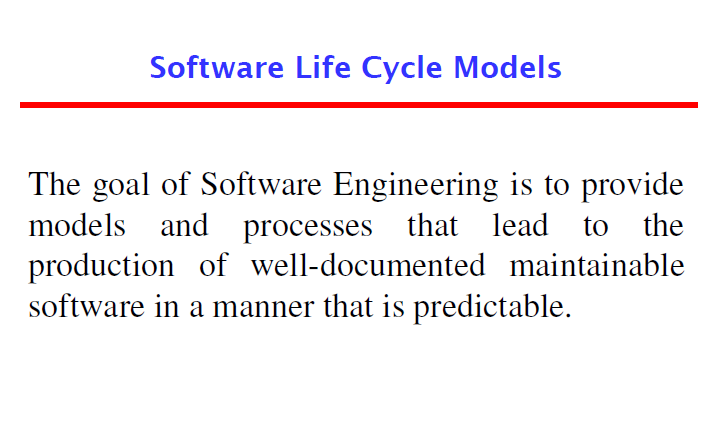 Software Life Cycle Models
The goal of Software Engineering is to provide
models and processes that lead to the
production of well-documented maintainable
software in a manner that is predictable.